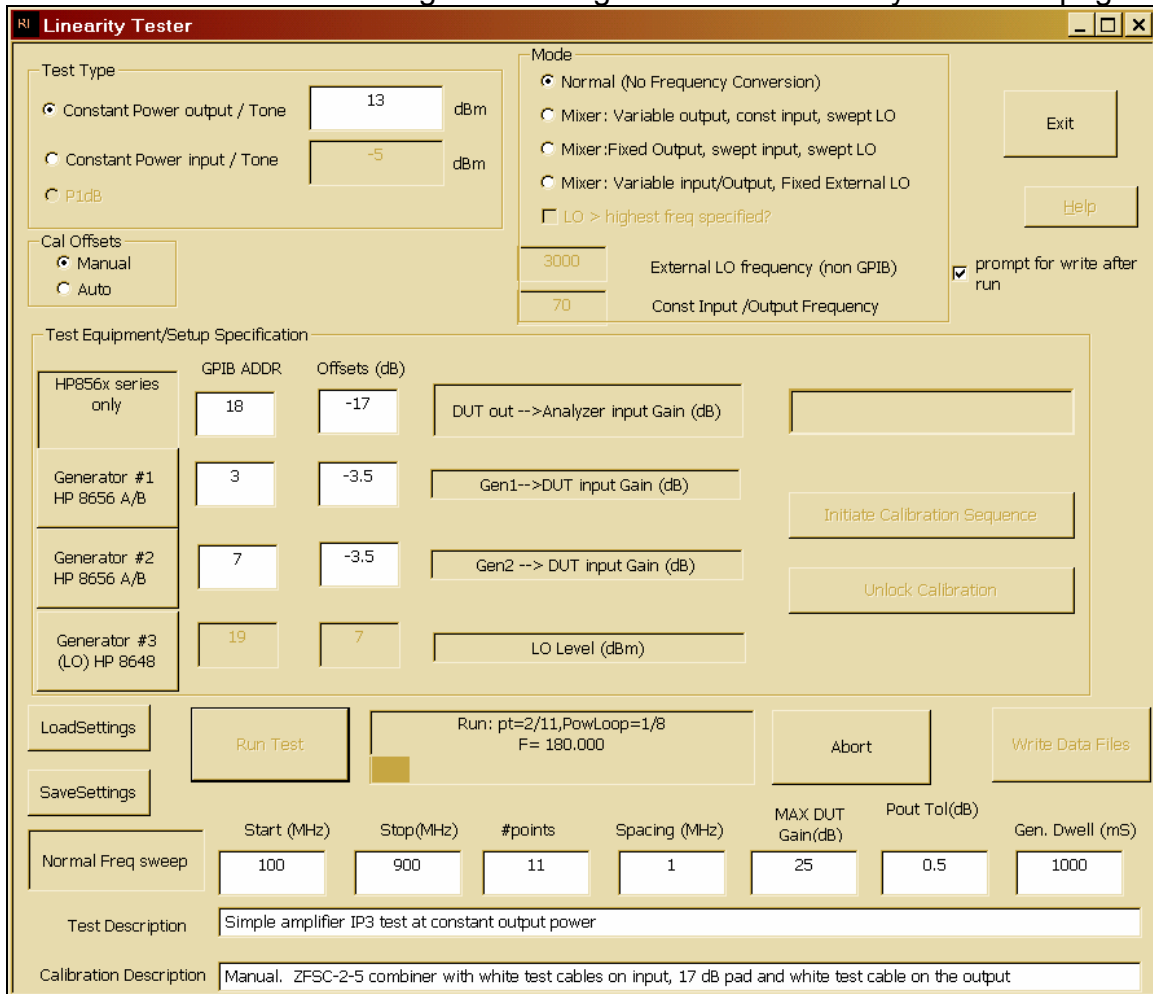 RI Linearity Tester
Test Type
Constant Power output / Tone
13
dBm
Constant Power input / Tone
-5
dBm
P1dB
Mode
Normal (No Frequency Conversion)
Mixer: Variable output, const input, swept LO
Mixer:Fixed Output, swept input, swept LO
Mixer: Variable input/Output, Fixed External LO
LO > highest freq specified?
3000
External LO frequency (non GPIB)
70
Const Input /Output Frequency
Exit
Help
prompt for write after
run
Cal Offsets
Manual
Auto
Test Equipment/Setup Specification
GPIB ADDR
Offsets (dB)
HP856x series
only
18
-17
DUT out -->Analyzer input Gain (dB)
Generator #1
HP 8656 A/B
3
-3.5
Gen1-->DUT input Gain (dB)
Initiate Calibration Sequence
Generator #2
HP 8656 A/B
7
-3.5
Gen2 --> DUT input Gain (dB)
Unlock Calibration
Generator #3
(LO) HP 8648
19
7
LO Level (dBm)
LoadSettings
SaveSettings
Run Test
Run: pt=2/11,PowLoop=1/8
F= 180.000
Abort
Write Data Files
Normal Freq sweep
Start (MHz)
100
Stop(MHz)
900
#points
11
Spacing (MHz)
1
MAX DUT
Gain(dB)
25
Pout Tol(dB)
0.5
Gen. Dwell (mS)
1000
Test Description
Simple amplifier IP3 test at constant output power
Calibration Description
Manual. ZFSC-2-5 combiner with white test cables on input, 17 dB pad and white test cable on the output